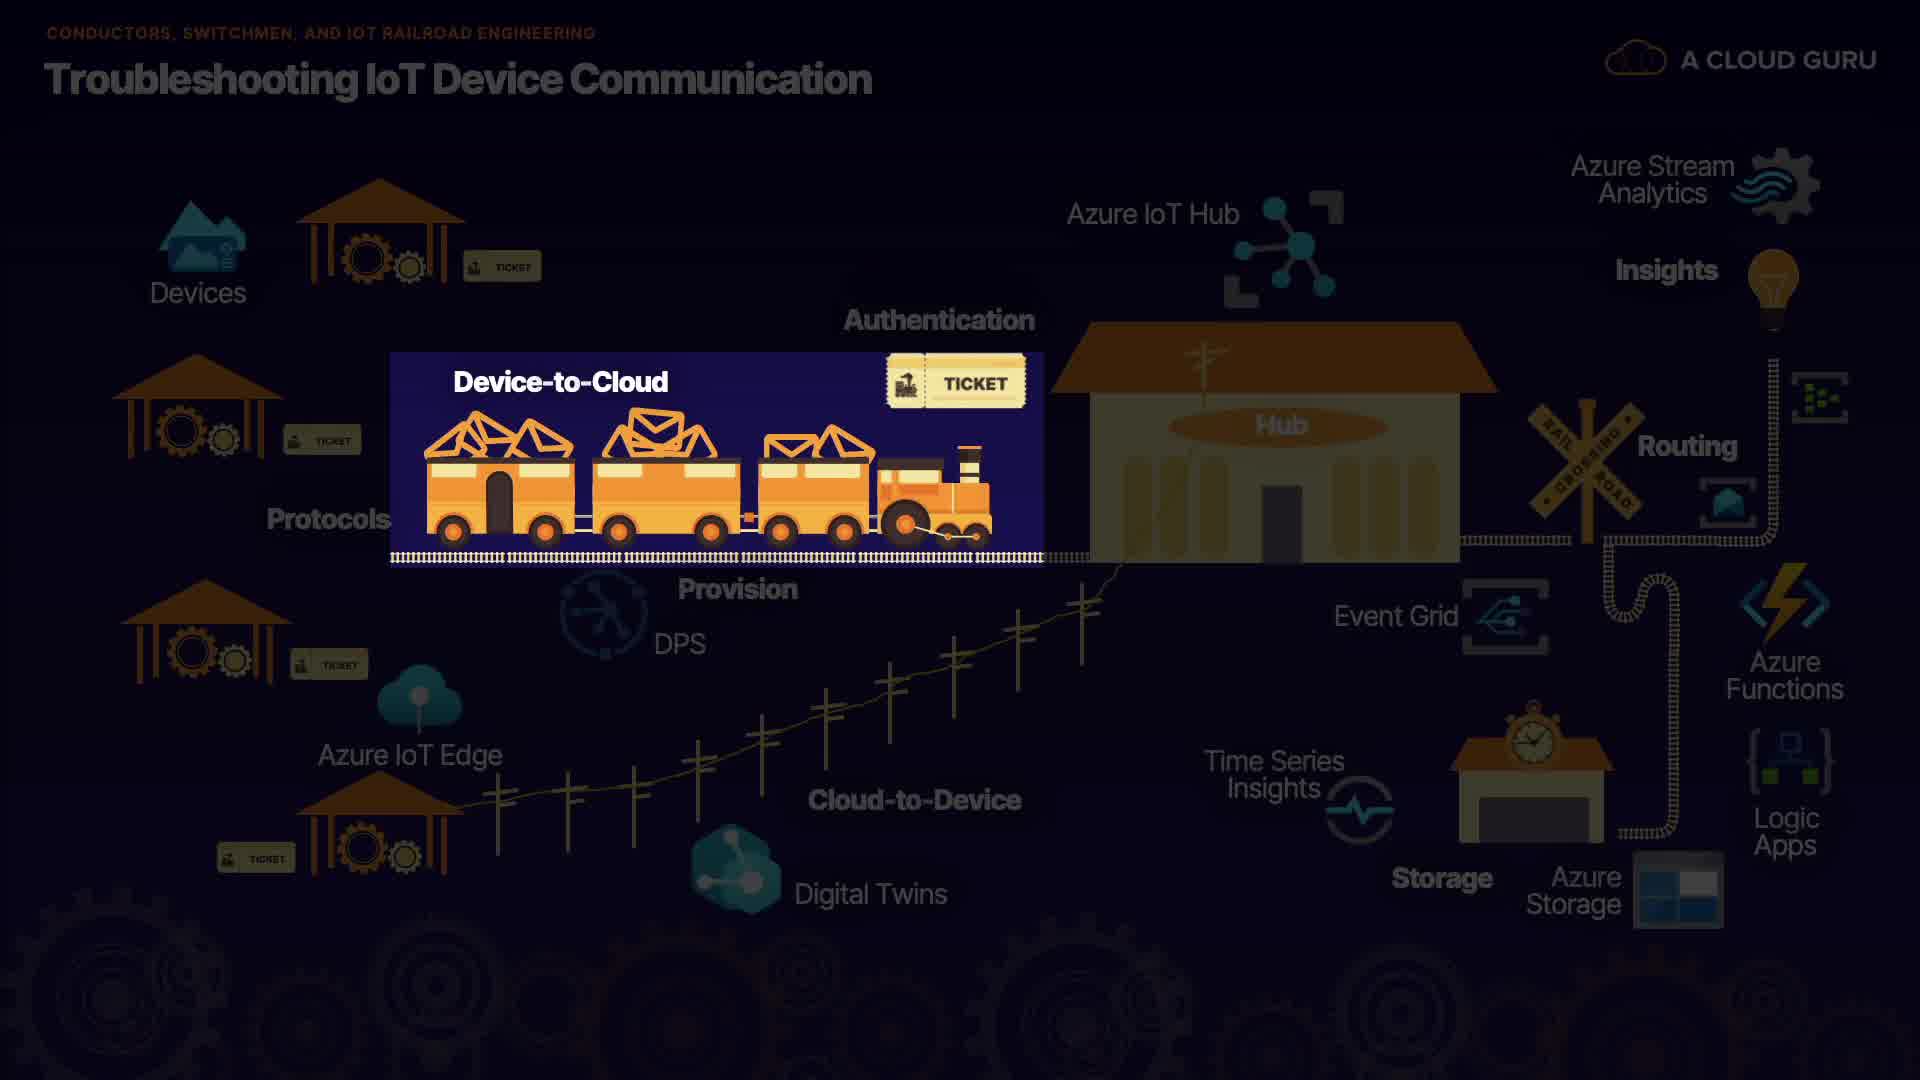 CONDUCTORS, SWITCHMEN, AND IOT RAILROAD ENGINEERING
Troubleshooting IoT Device Communication
A CLOUD GURU
Azure Stream
Analytics
Azure IoT Hub
Insights
Devices
TICKET
Authentication
Device-to-Cloud
TICKET
Hub
RAIL ROAD
CROSSING
Routing
TICKET
Protocols
Provision
DPS
Event Grid
TICKET
Azure
Functions
Azure IoT Edge
Time Series
Insights
Cloud-to-Device
Logic
Apps
TICKET
Digital Twins
Storage
Azure
Storage